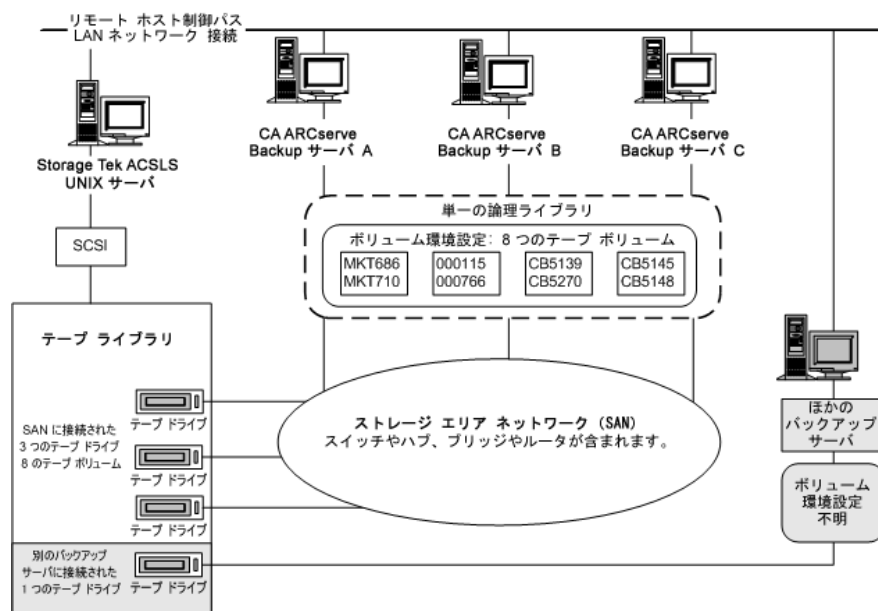 リモート ホスト制御パス
LAN ネットワーク 接続
Storage Tek ACSLS
UNIX サーバ
CA ARCserve
Backup サーバ A
CA ARCserve
Backup サーバ B
CA ARCserve
Backup サーバ C
単一の論理ライブラリ
ボリューム環境設定: 8 つのテープ ボリューム
MKT686
MKT710
000115
000766
CB5139
CB5270
CB5145
CB5148
SCSI
テープ ライブラリ
SAN に接続された
3 つのテープ ドライブ
8 のテープ ボリューム
テープ ドライブ
テープ ドライブ
テープ ドライブ
別のバックアップ
サーバに接続された
1 つのテープ ドライブ
テープ ドライブ
ストレージ エリア ネットワーク (SAN)
スイッチやハブ、ブリッジやルータが含まれます。
ほかの
バックアップ
サーバ
ボリューム
環境設定
不明